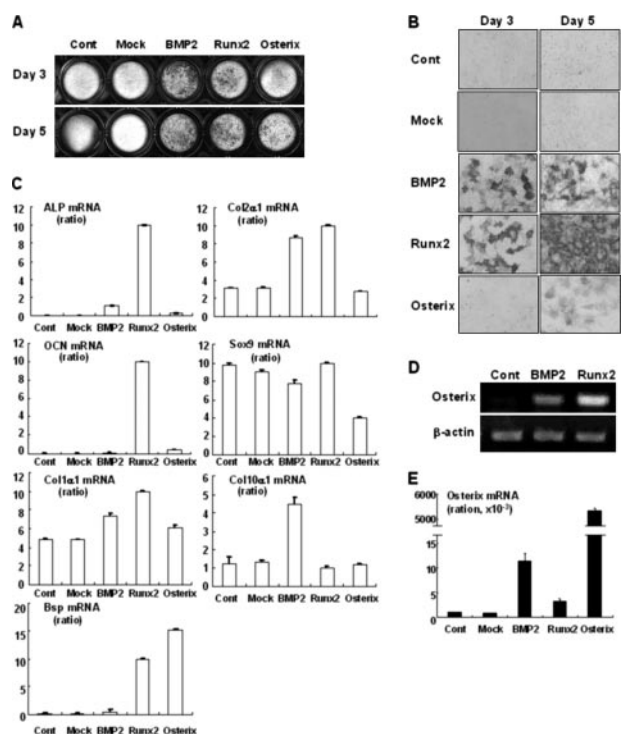 A
Cont Mock BMP2 Runx2 Osterix
Day 3
Day 5
B
Day 3 Day 5
Cont
Mock
BMP2
Runx2
Osterix
C
ALP mRNA
(ratio)
12
10
8
6
4
2
0
Cont Mock BMP2 Runx2 Osterix
Col2α1 mRNA
(ratio)
12
10
8
6
4
2
0
Cont Mock BMP2 Runx2 Osterix
OCN mRNA
(ratio)
12
10
8
6
4
2
0
Cont Mock BMP2 Runx2 Osterix
Sox9 mRNA
(ratio)
12
10
8
6
4
2
0
Cont Mock BMP2 Runx2 Osterix
Col1α1 mRNA
(ratio)
12
10
8
6
4
2
0
Cont Mock BMP2 Runx2 Osterix
Col10α1 mRNA
(ratio)
6
5
4
3
2
1
0
Cont Mock BMP2 Runx2 Osterix
Bsp mRNA
(ratio)
20
15
10
5
0
Cont Mock BMP2 Runx2 Osterix
D
Cont BMP2 Runx2
Osterix
β-actin
E
Osterix mRNA
(ration, x10⁻³)
6000
5000
15
10
5
0
Cont Mock BMP2 Runx2 Osterix